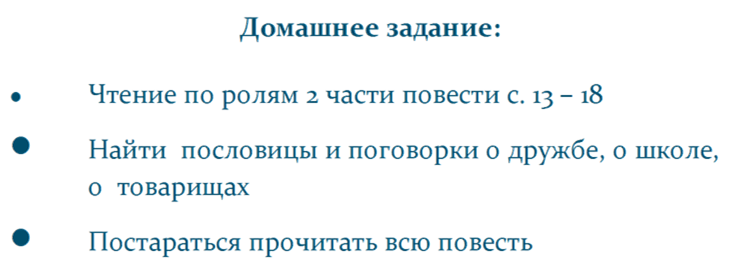 Домашнее задание:
• Чтение по ролям 2 части повести с. 13 – 18
• Найти пословицы и поговорки о дружбе, о школе,
о товарищах
• Постараться прочитать всю повесть